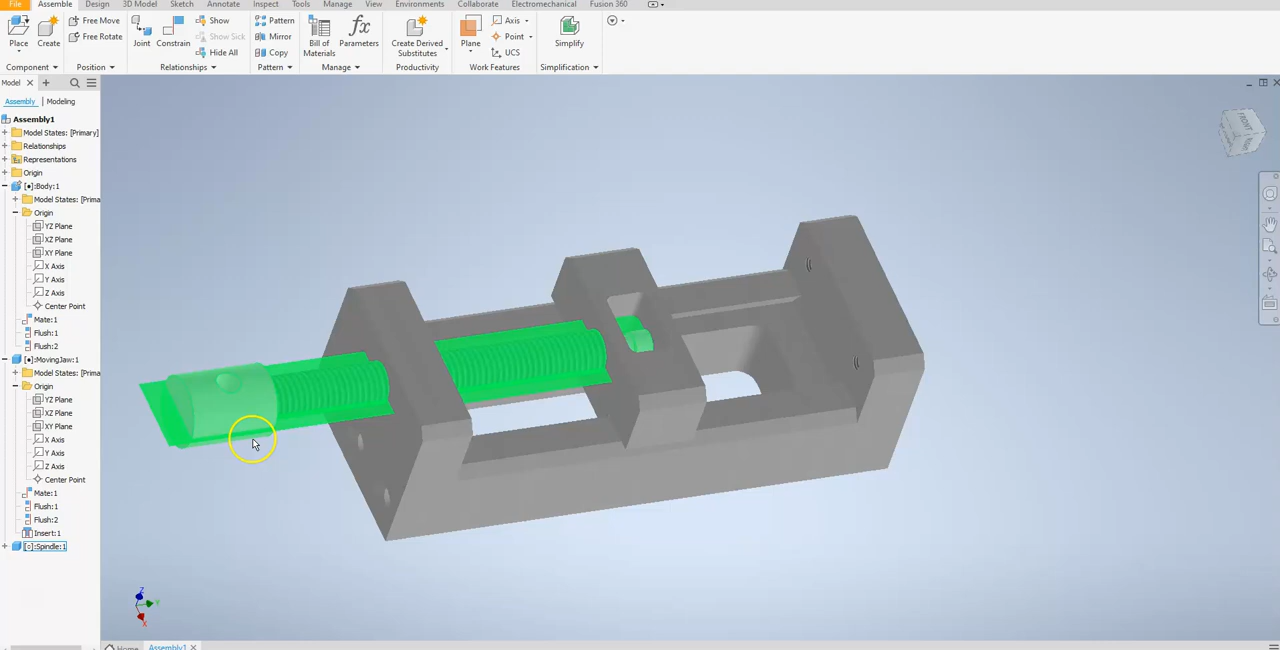 File Assemble Design 3D Model Sketch Annotate Inspect Tools Manage View Environments Collaborate Electromechanical Fusion 360
Place Create Free Move Free Rotate Joint Constrain Show Show Sick Hide All Pattern Mirror Copy Bill of Materials Parameters Create Derived Substitutes Plane Axis Point UCS Simplify
Component Position Relationships Pattern Manage Productivity Work Features Simplification
Model
Assembly Modeling
Assembly1
Model States: [Primary]
Relationships
Representations
Origin
[●]:Body:1
Model States: [Prima
Origin
YZ Plane
XZ Plane
XY Plane
X Axis
Y Axis
Z Axis
Center Point
Mate:1
Flush:1
Flush:2
[●]:MovingJaw:1
Model States: [Prima
Origin
YZ Plane
XZ Plane
XY Plane
X Axis
Y Axis
Z Axis
Center Point
Mate:1
Flush:1
Flush:2
Insert:1
[○]:Spindle:1
FRONT
Z
Y
X
Home Assembly1